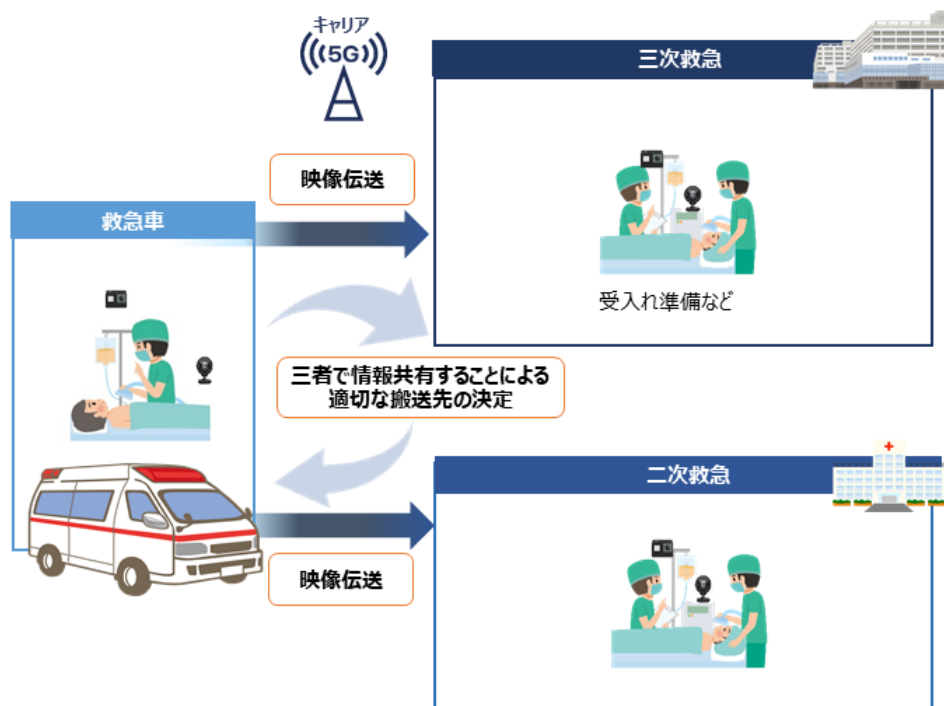 キャリア
5G
三次救急
映像伝送
救急車
受入れ準備など
三者で情報共有することによる
適切な搬送先の決定
二次救急
映像伝送